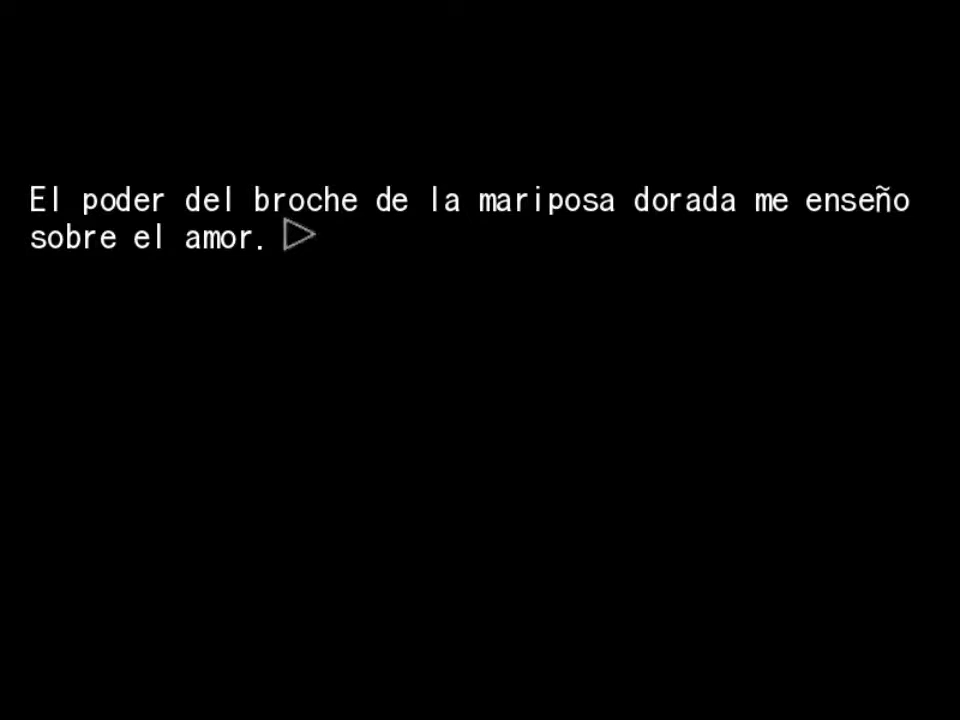 El poder del broche de la mariposa dorada me enseño
sobre el amor.